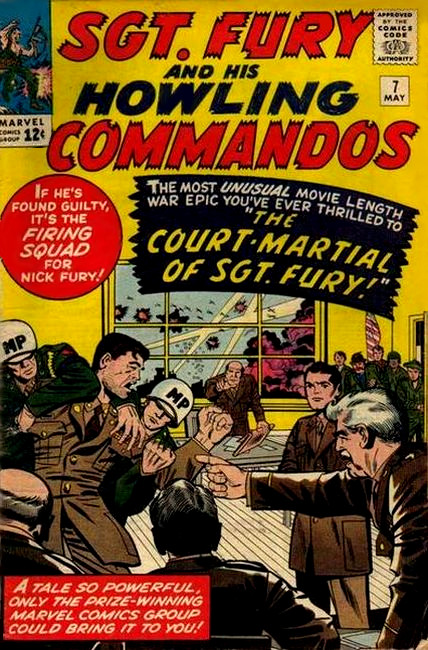 SGT. FURY
AND HIS
HOWLING
COMMANDOS
APPROVED
BY THE
COMICS
CODE
AUTHORITY
MARVEL
COMICS
GROUP 12¢
7
MAY
IF HE'S
FOUND GUILTY,
IT'S THE
FIRING
SQUAD
FOR
NICK FURY!
THE MOST UNUSUAL MOVIE LENGTH
WAR EPIC YOU'VE EVER THRILLED TO
"THE
COURT-MARTIAL
OF SGT. FURY!"
MP
MP
A TALE SO POWERFUL,
ONLY THE PRIZE-WINNING
MARVEL COMICS GROUP
COULD BRING IT TO YOU!